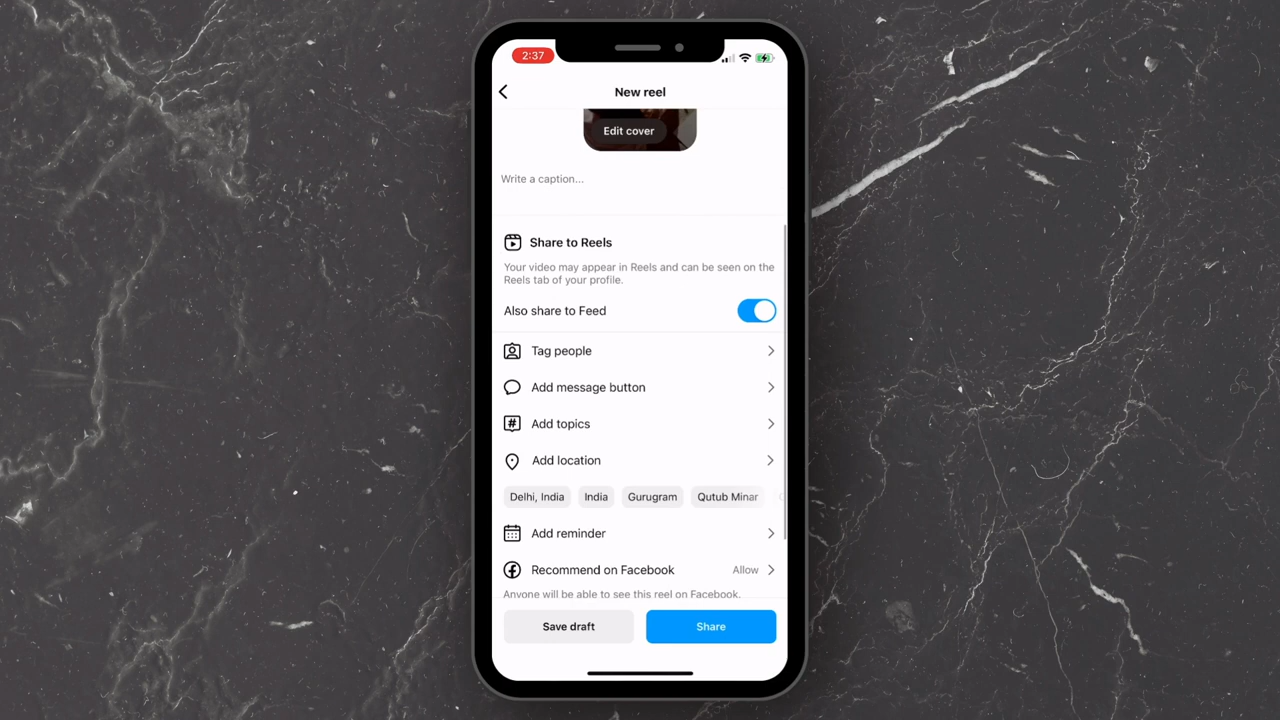 2:37
New reel
Edit cover
Write a caption...
Share to Reels
Your video may appear in Reels and can be seen on the
Reels tab of your profile.
Also share to Feed
Tag people
Add message button
Add topics
Add location
Delhi, India India Gurugram Qutub Minar
Add reminder
Recommend on Facebook Allow
Anyone will be able to see this reel on Facebook.
Save draft Share